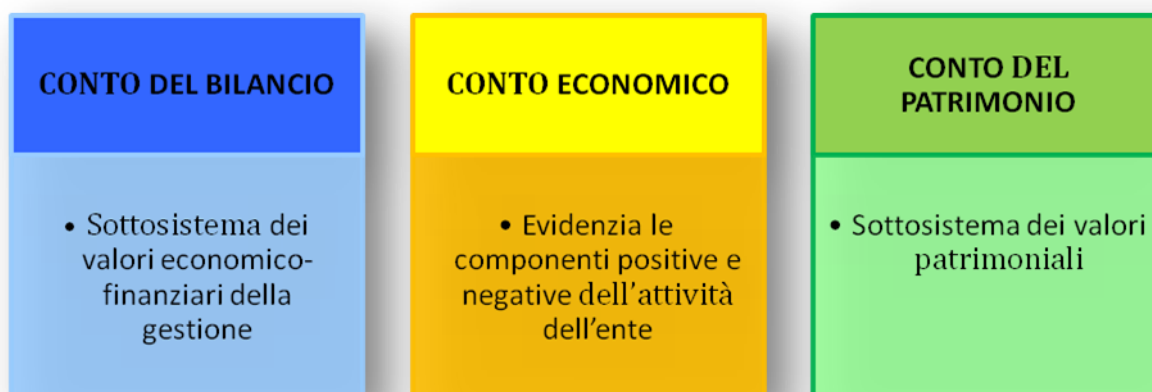 CONTO DEL BILANCIO
• Sottosistema dei
valori economico-
finanziari della
gestione
CONTO ECONOMICO
• Evidenzia le
componenti positive e
negative dell’attività
dell’ente
CONTO DEL
PATRIMONIO
• Sottosistema dei valori
patrimoniali